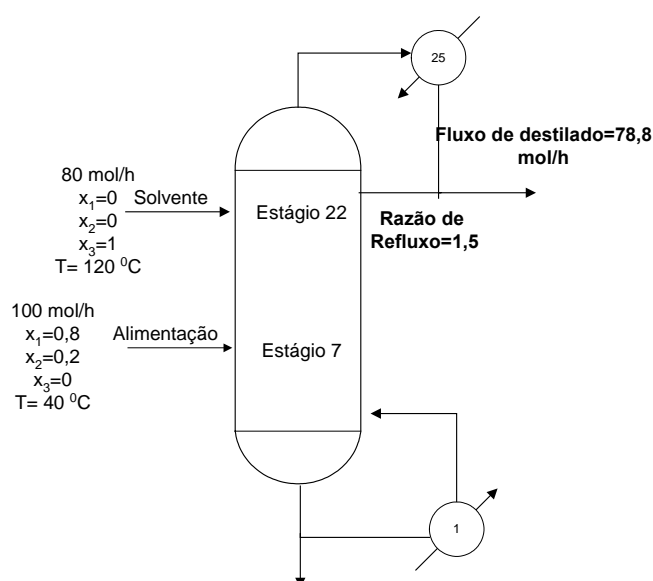 25
Fluxo de destilado=78,8
mol/h
80 mol/h
x₁=0
x₂=0
x₃=1
T= 120 ⁰C
Solvente
Estágio 22
Razão de
Refluxo=1,5
100 mol/h
x₁=0,8
x₂=0,2
x₃=0
T= 40 ⁰C
Alimentação
Estágio 7
1